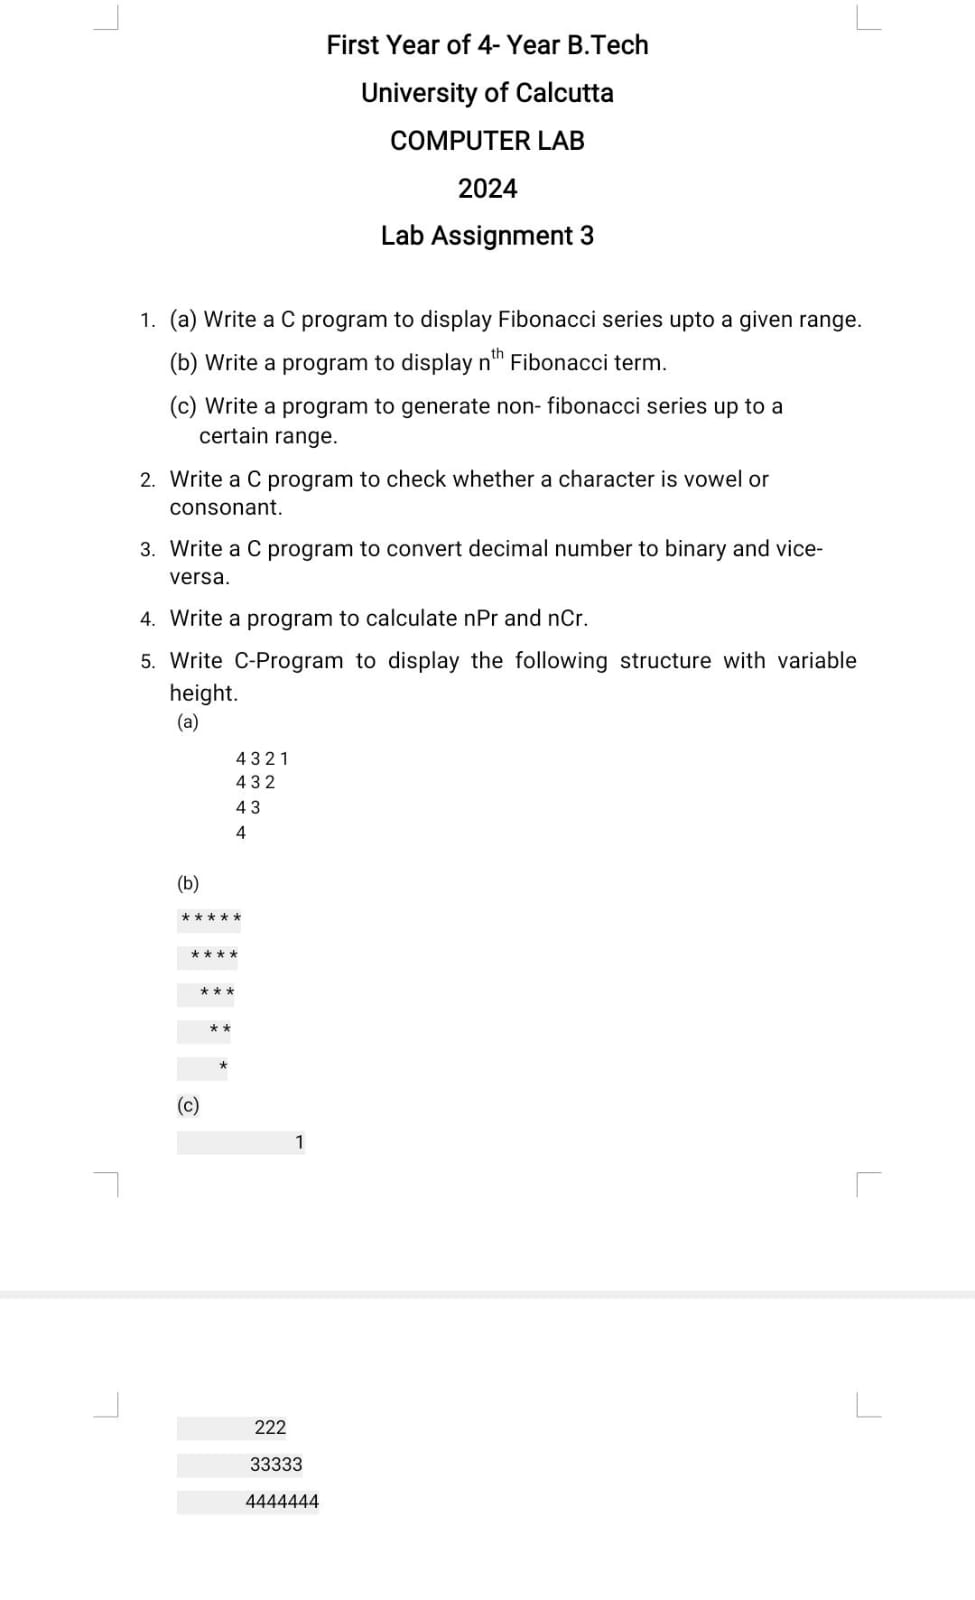 First Year of 4- Year B.Tech
University of Calcutta
COMPUTER LAB
2024
Lab Assignment 3
1. (a) Write a C program to display Fibonacci series upto a given range.
(b) Write a program to display nth Fibonacci term.
(c) Write a program to generate non- fibonacci series up to a
certain range.
2. Write a C program to check whether a character is vowel or
consonant.
3. Write a C program to convert decimal number to binary and vice-
versa.
4. Write a program to calculate nPr and nCr.
5. Write C-Program to display the following structure with variable
height.
(a)
4 3 2 1
4 3 2
4 3
4
(b)
* * * * *
* * * *
* * *
* *
*
(c)
1
222
33333
4444444